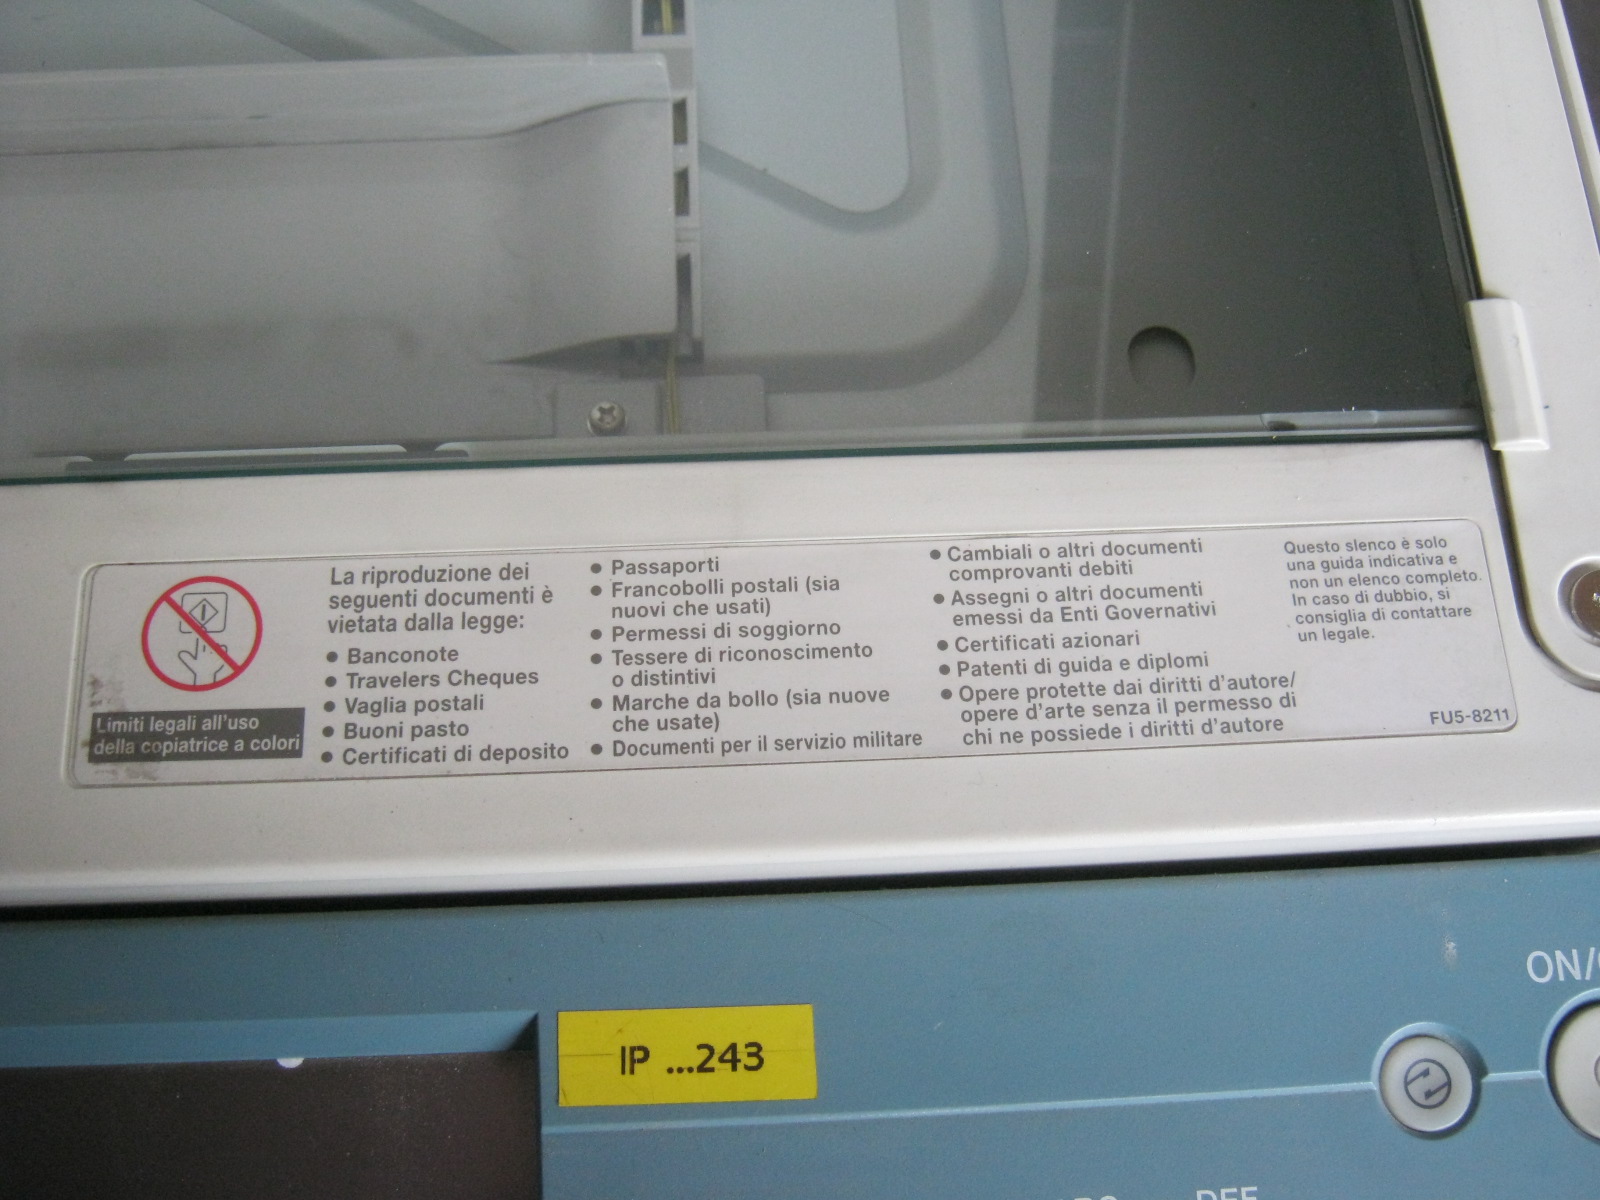 Limiti legali all'uso
della copiatrice a colori
La riproduzione dei
seguenti documenti è
vietata dalla legge:
● Banconote
● Travelers Cheques
● Vaglia postali
● Buoni pasto
● Certificati di deposito
● Passaporti
● Francobolli postali (sia
nuovi che usati)
● Permessi di soggiorno
● Tessere di riconoscimento
o distintivi
● Marche da bollo (sia nuove
che usate)
● Documenti per il servizio militare
● Cambiali o altri documenti
comprovanti debiti
● Assegni o altri documenti
emessi da Enti Governativi
● Certificati azionari
● Patenti di guida e diplomi
● Opere protette dai diritti d'autore/
opere d'arte senza il permesso di
chi ne possiede i diritti d'autore
Questo slenco è solo
una guida indicativa e
non un elenco completo.
In caso di dubbio, si
consiglia di contattare
un legale.
FU5-8211
ON/
IP ...243
DEF